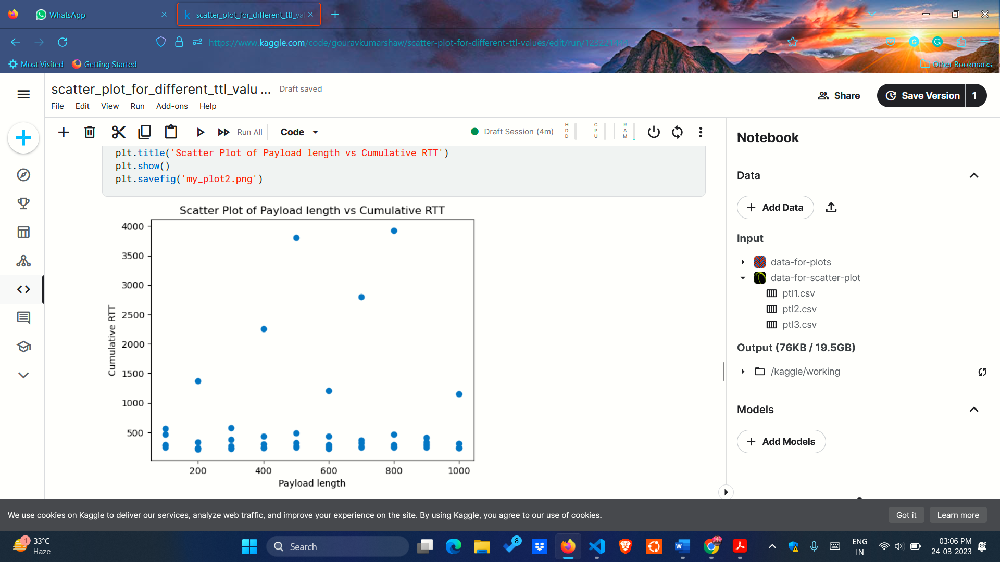 WhatsApp
scatter_plot_for_different_ttl_va
https://www.kaggle.com/code/gouravkumarshaw/scatter-plot-for-different-ttl-values/edit/run/123221444
Most Visited
Getting Started
Other Bookmarks
scatter_plot_for_different_ttl_valu ...
Draft saved
Share
Save Version
1
File
Edit
View
Run
Add-ons
Help
Run All
Code
Draft Session (4m)
HDD
CPU
RAM
Notebook
plt.title('Scatter Plot of Payload length vs Cumulative RTT')
plt.show()
plt.savefig('my_plot2.png')
Scatter Plot of Payload length vs Cumulative RTT
4000
3500
3000
2500
2000
1500
1000
500
Cumulative RTT
200
400
600
800
1000
Payload length
Data
Add Data
Input
data-for-plots
data-for-scatter-plot
ptl1.csv
ptl2.csv
ptl3.csv
Output (76KB / 19.5GB)
/kaggle/working
Models
Add Models
We use cookies on Kaggle to deliver our services, analyze web traffic, and improve your experience on the site. By using Kaggle, you agree to our use of cookies.
Got it
Learn more
1
33°C
Haze
Search
8
ENG
IN
03:06 PM
24-03-2023